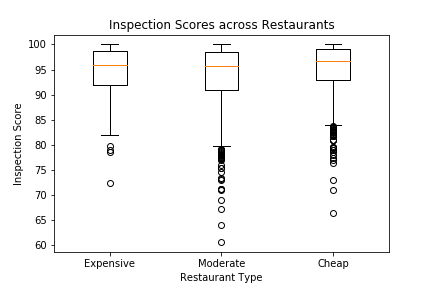 Inspection Scores across Restaurants
100
95
90
85
80
75
70
65
60
Inspection Score
Expensive
Moderate
Cheap
Restaurant Type